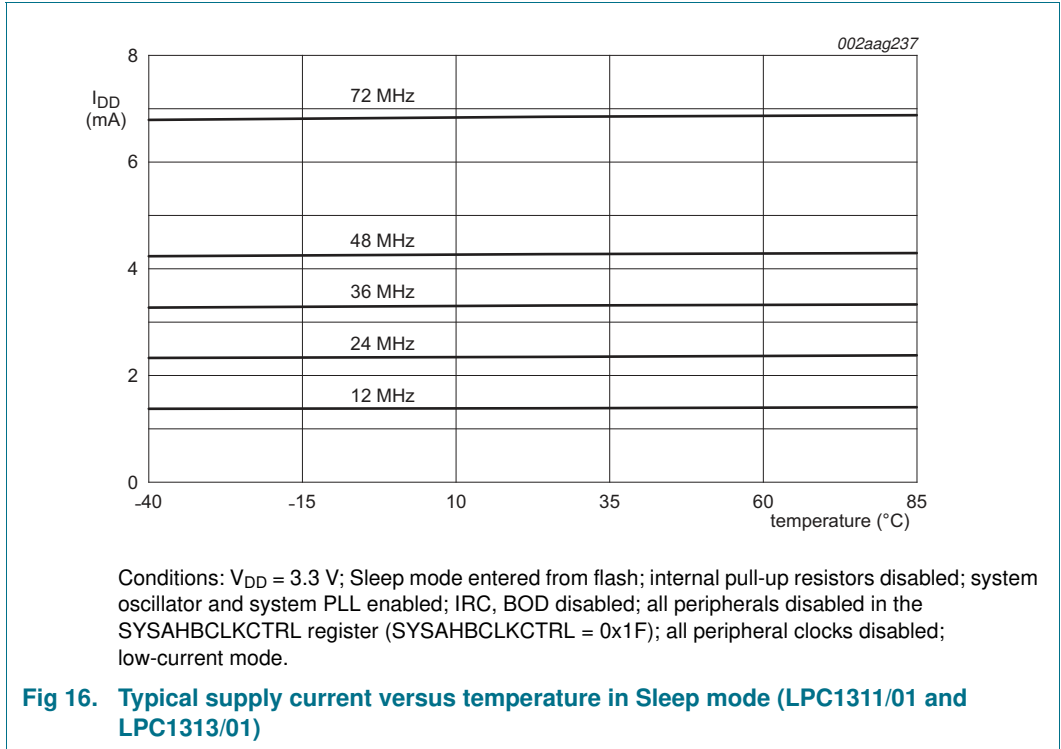 002aag237
8
I_DD
(mA)
72 MHz
6
48 MHz
4
36 MHz
24 MHz
2
12 MHz
0
-40 -15 10 35 60 85
temperature (°C)
Conditions: V_DD = 3.3 V; Sleep mode entered from flash; internal pull-up resistors disabled; system
oscillator and system PLL enabled; IRC, BOD disabled; all peripherals disabled in the
SYSAHBCLKCTRL register (SYSAHBCLKCTRL = 0x1F); all peripheral clocks disabled;
low-current mode.
Fig 16. Typical supply current versus temperature in Sleep mode (LPC1311/01 and
LPC1313/01)